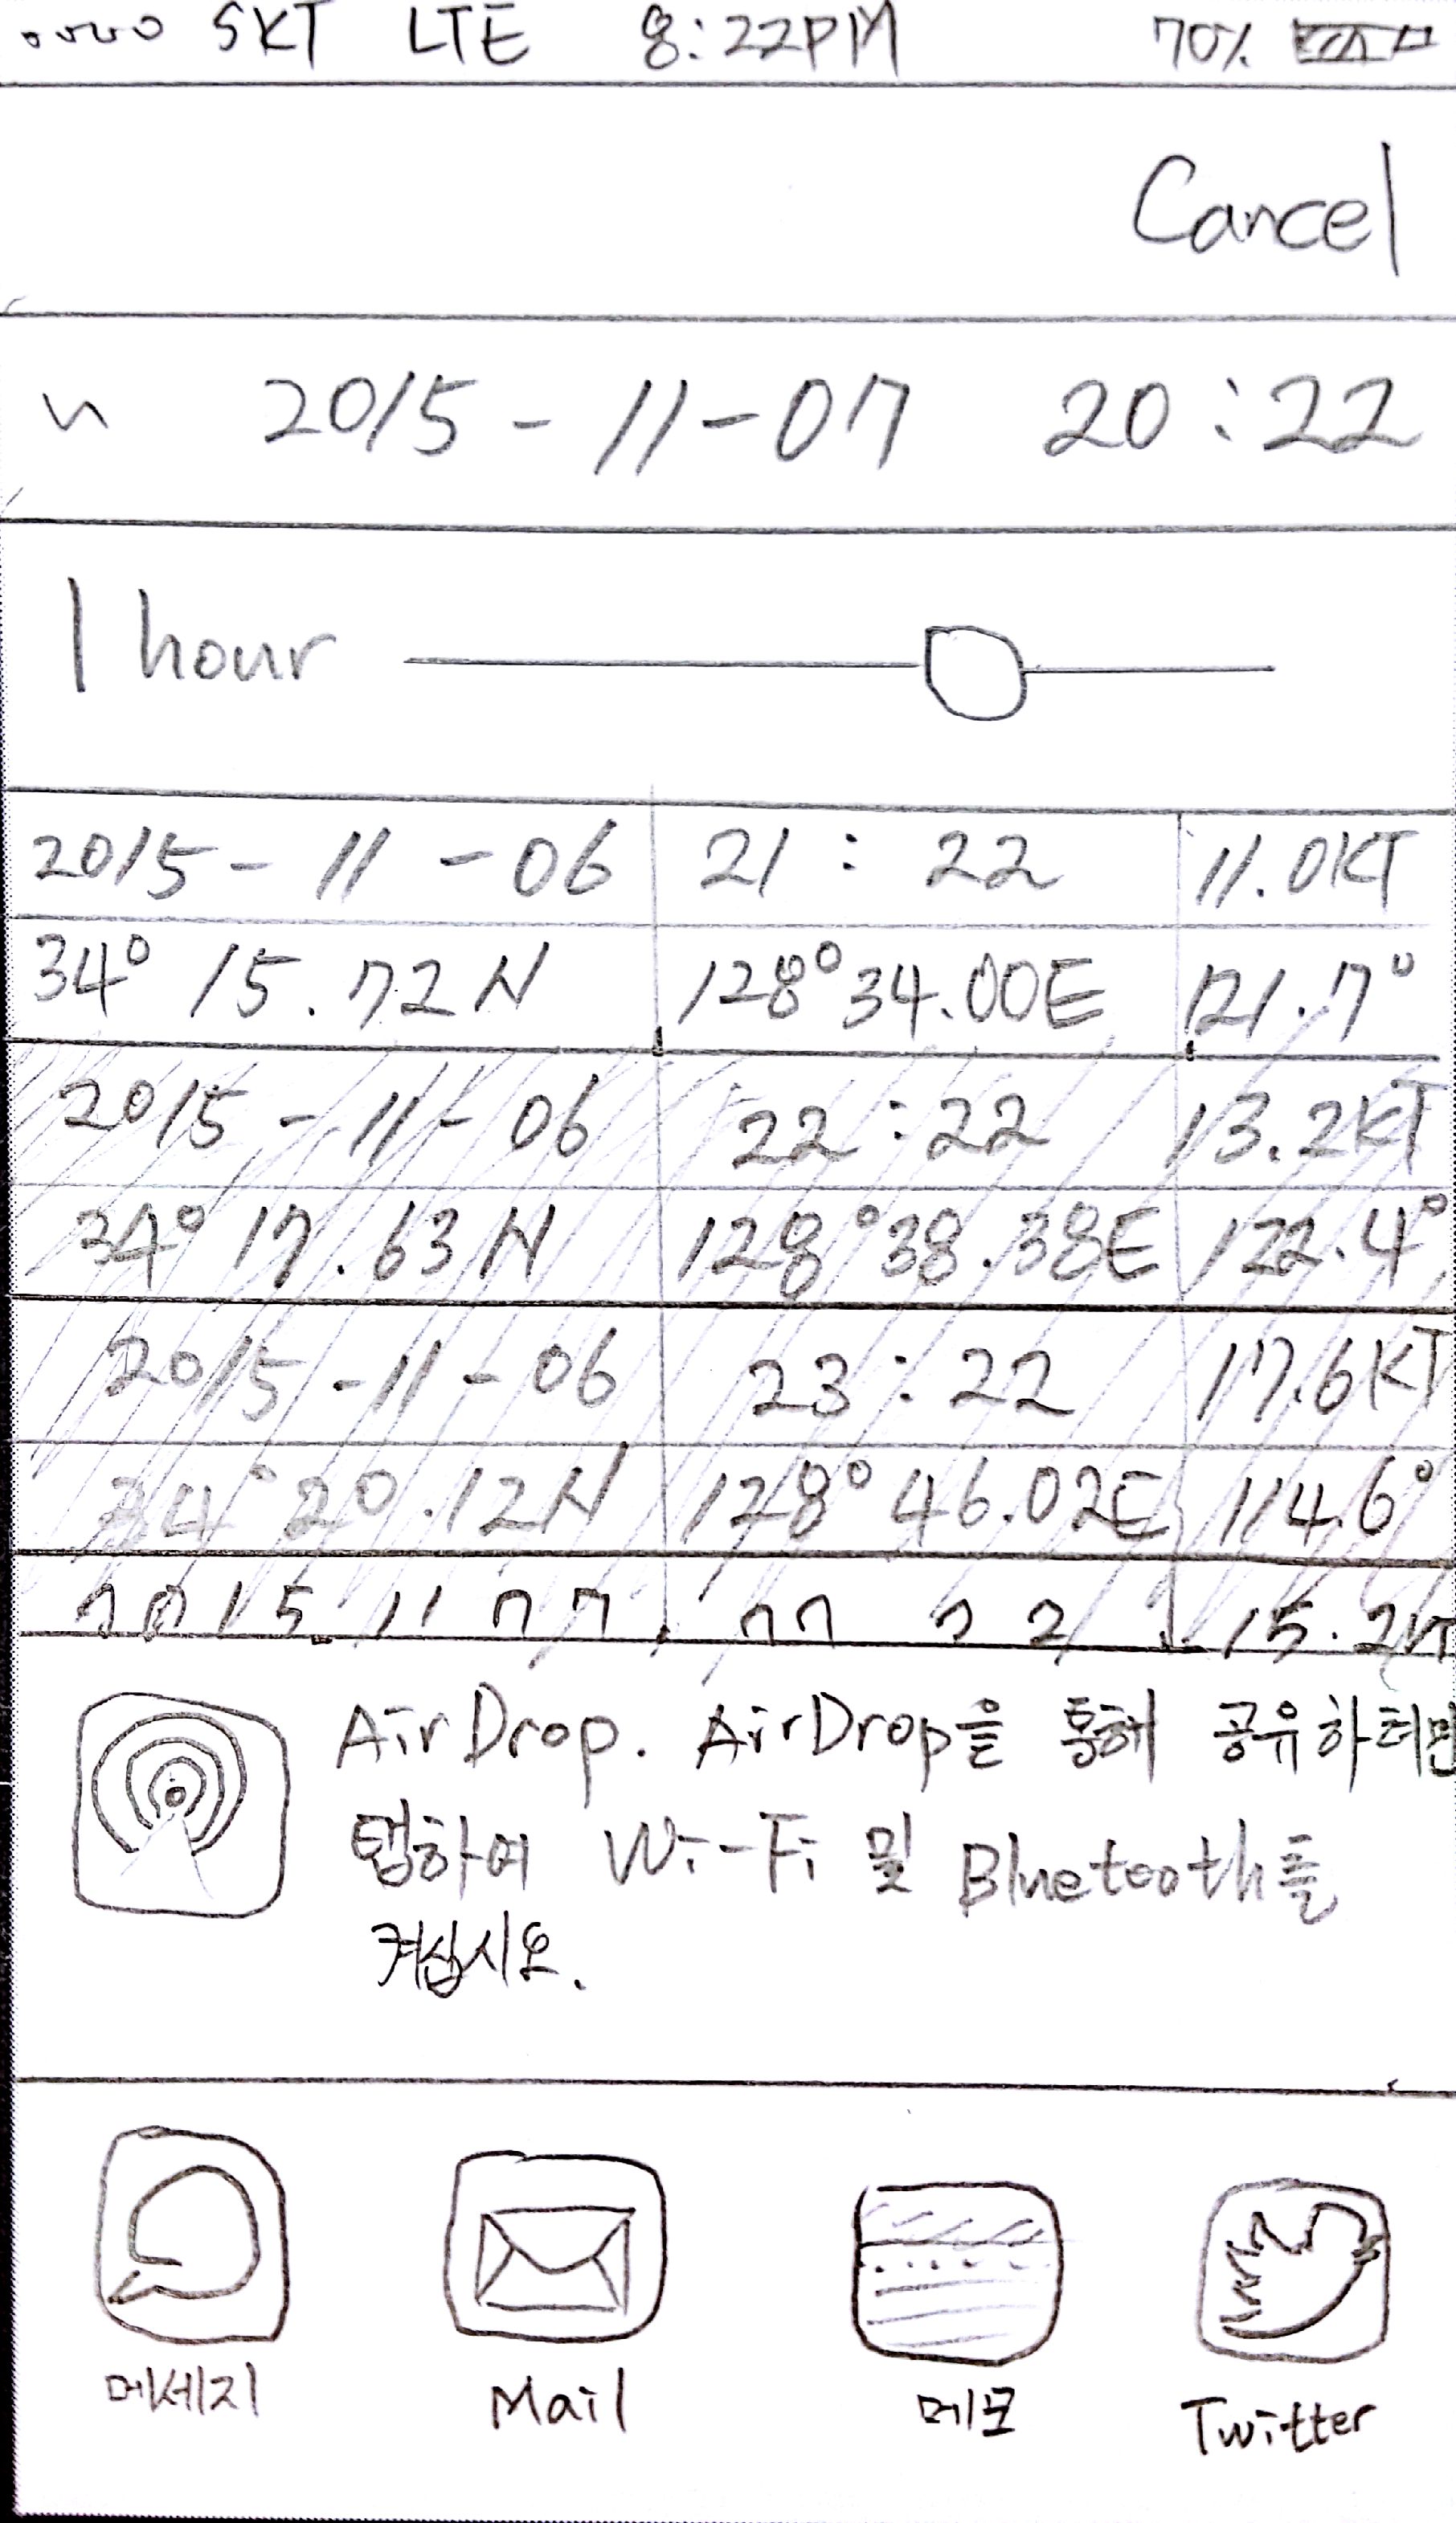 SKT LTE 8:22PM 70%
Cancel
~ 2015-11-07 20:22
1 hour
2015-11-06 21:22 11.0KT
34° 15.72N 128°34.00E 121.7°
2015-11-06 22:22 13.2KT
34° 17.63N 128°38.38E 122.4°
2015-11-06 23:22 17.6KT
34° 20.12N 128°46.02E 114.6°
15.2KT
AirDrop. AirDrop을 통해 공유하려면
탭하여 Wi-Fi 및 Bluetooth를
켜십시오.
메세지 Mail 메모 Twitter